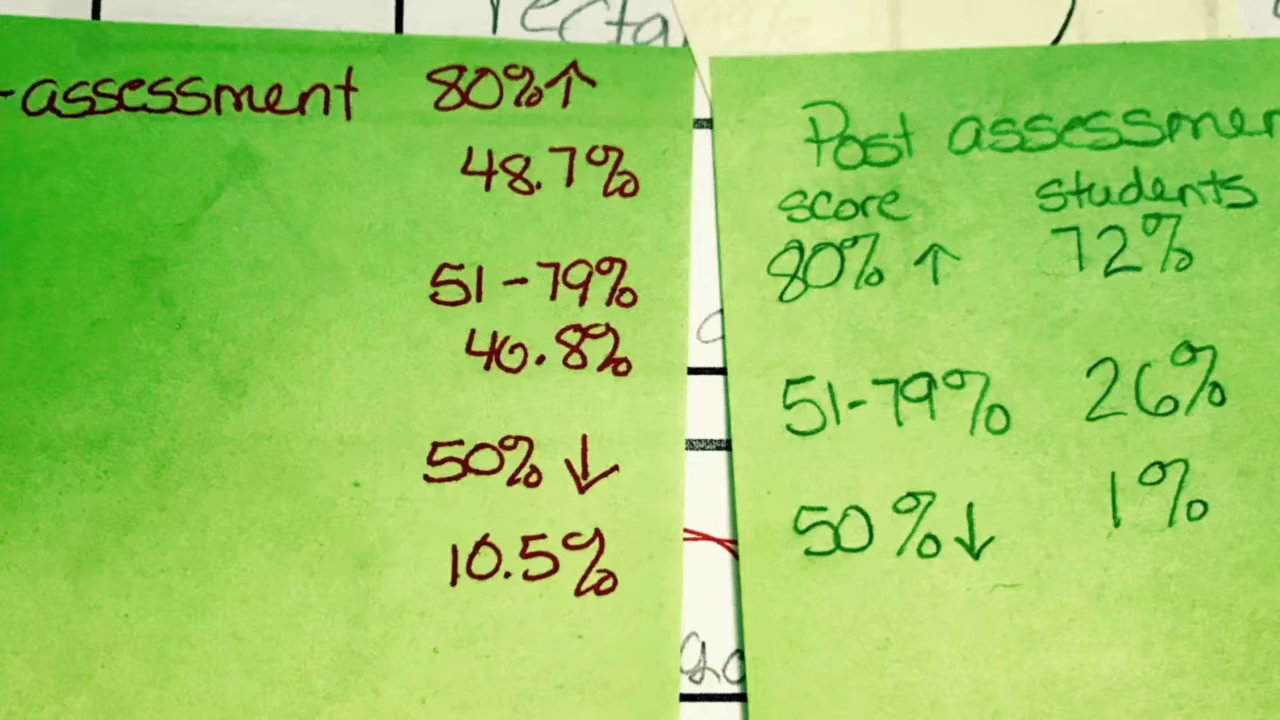 recta
-assessment 80%↑
48.7%
51-79%
40.8%
50%↓
10.5%
Post assessmen
score students
80%↑ 72%
51-79% 26%
50%↓ 1%